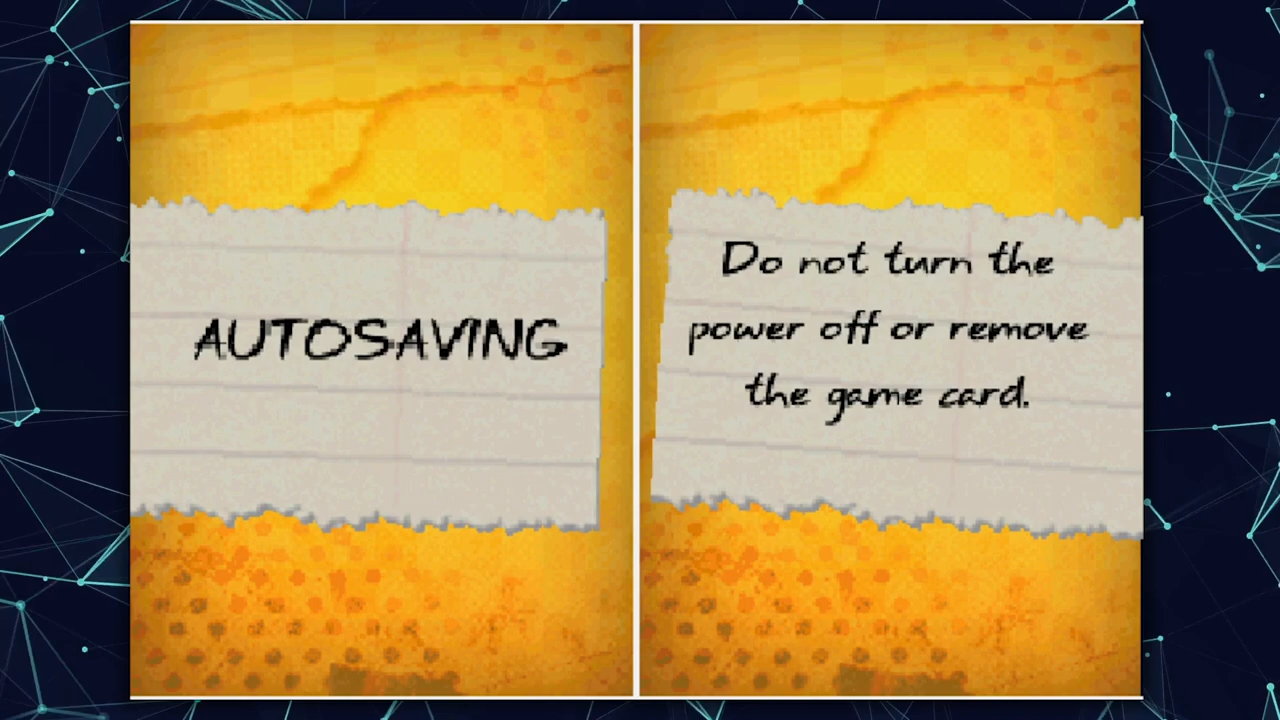 AUTOSAVING
Do not turn the
power off or remove
the game card.